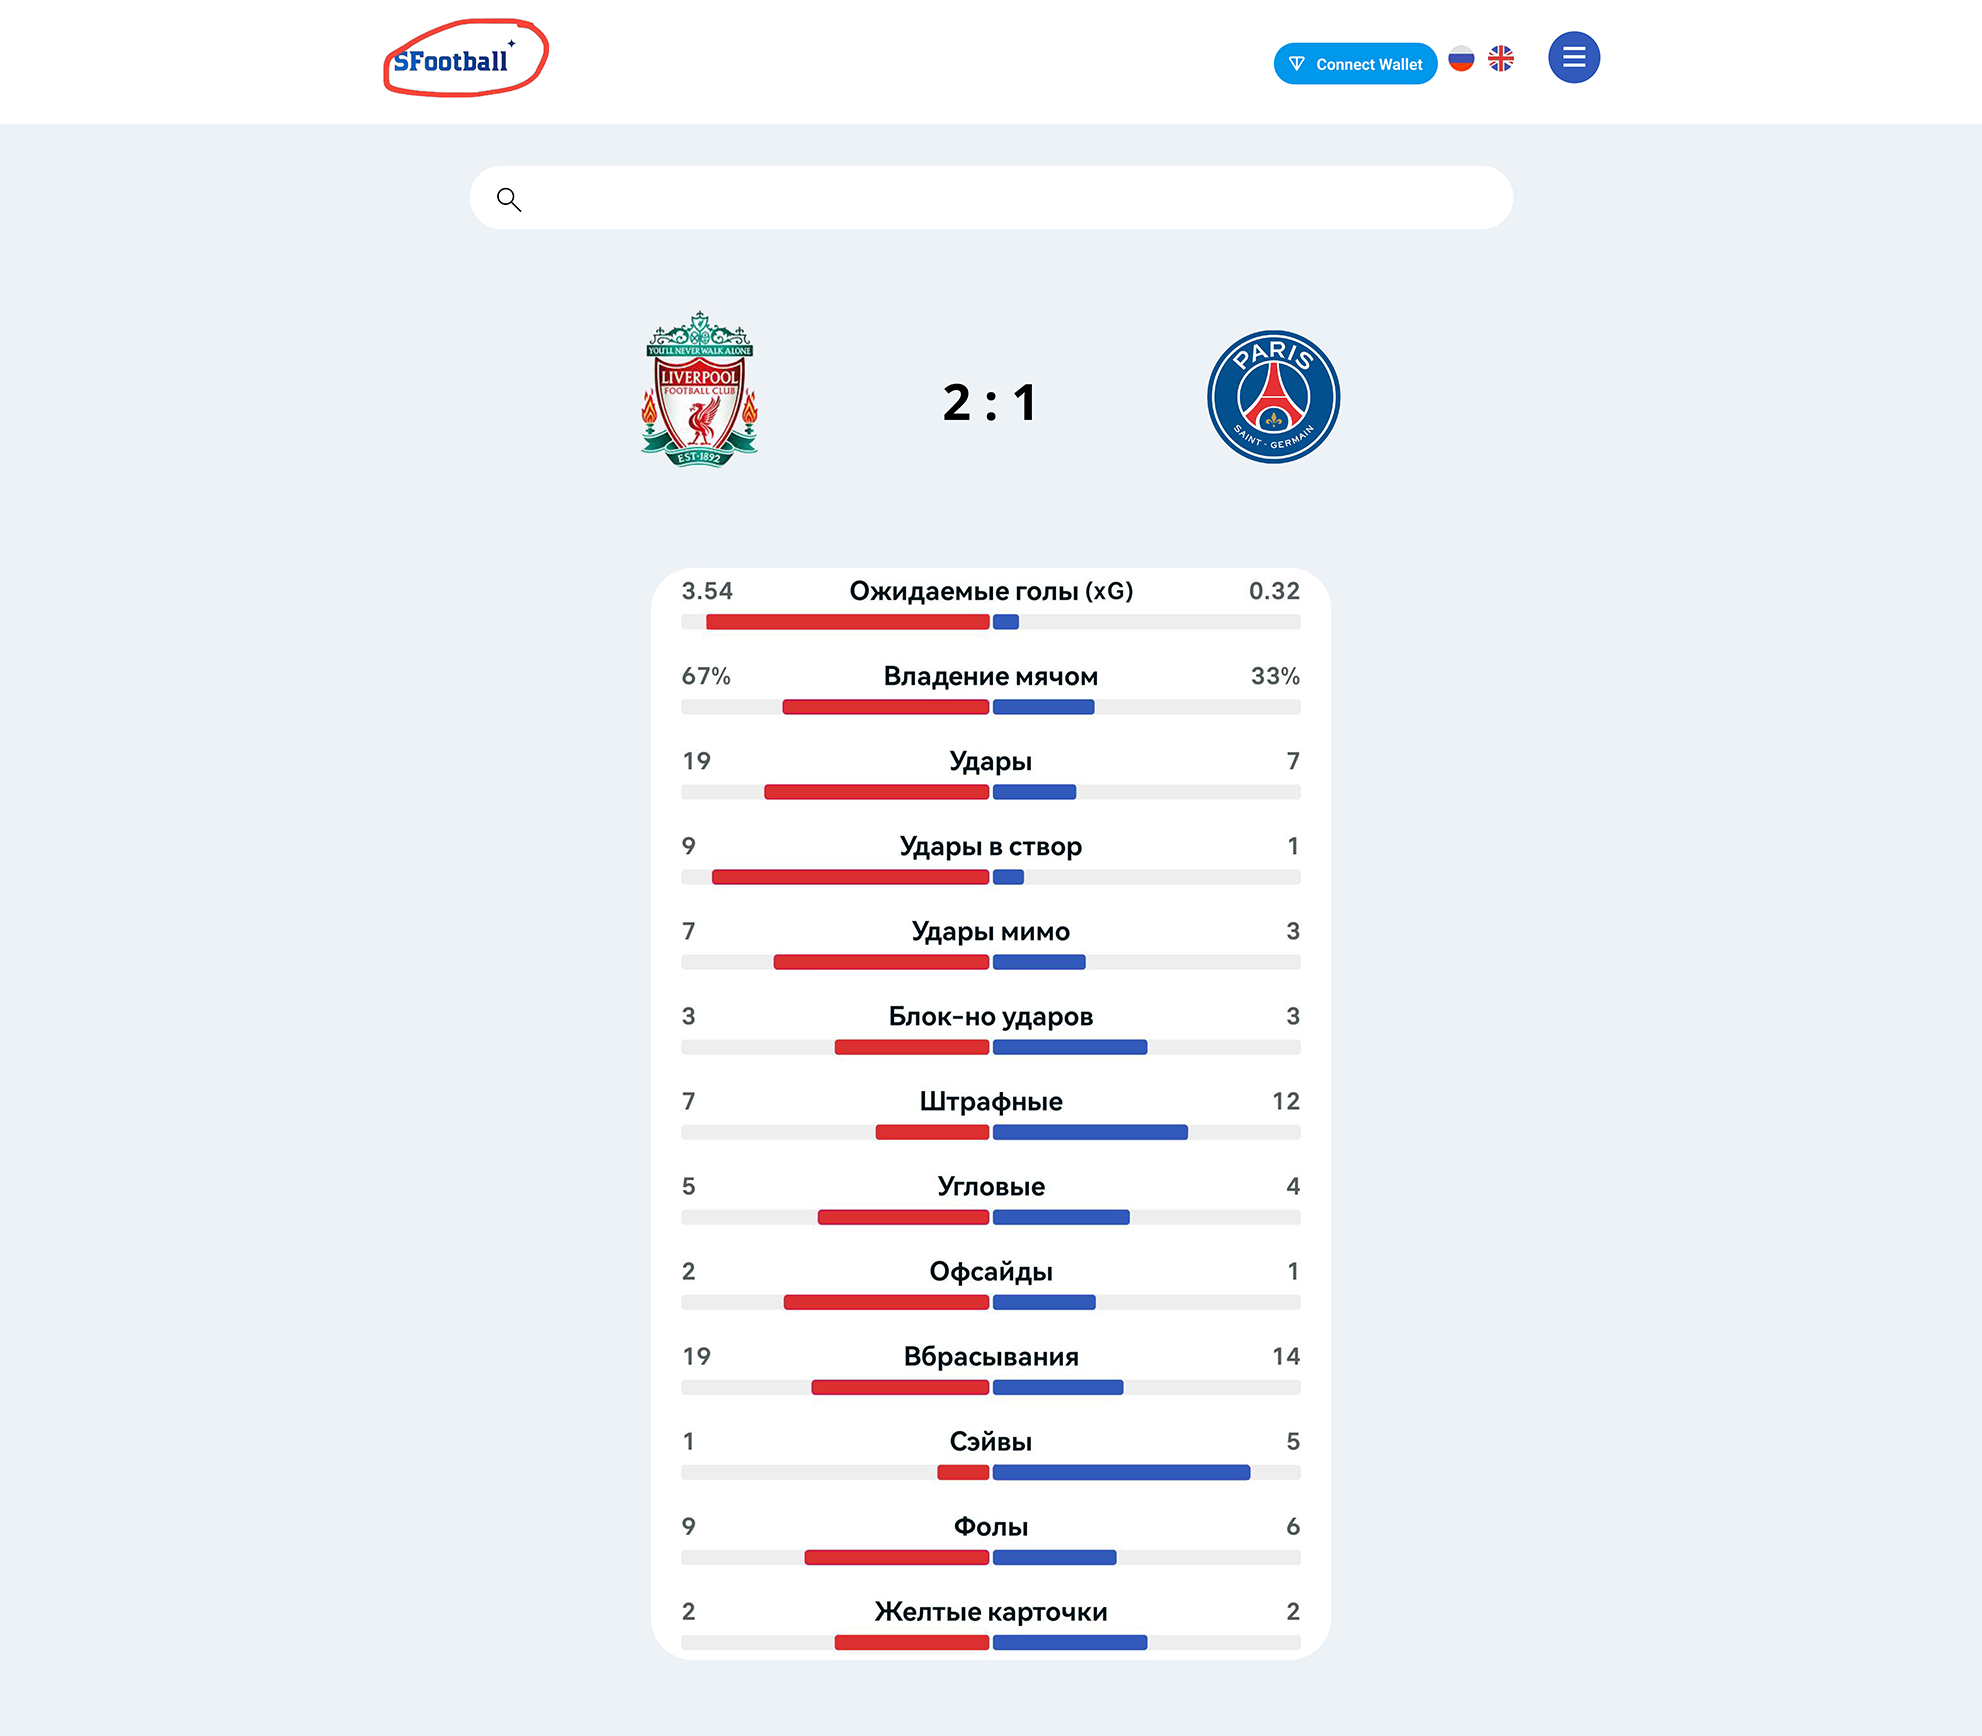 SFootball
Connect Wallet
YOU'LL NEVER WALK ALONE
LIVERPOOL
FOOTBALL CLUB
EST·1892
2 : 1
PARIS
SAINT - GERMAIN
3.54 Ожидаемые голы (xG) 0.32
67% Владение мячом 33%
19 Удары 7
9 Удары в створ 1
7 Удары мимо 3
3 Блок-но ударов 3
7 Штрафные 12
5 Угловые 4
2 Офсайды 1
19 Вбрасывания 14
1 Сэйвы 5
9 Фолы 6
2 Желтые карточки 2